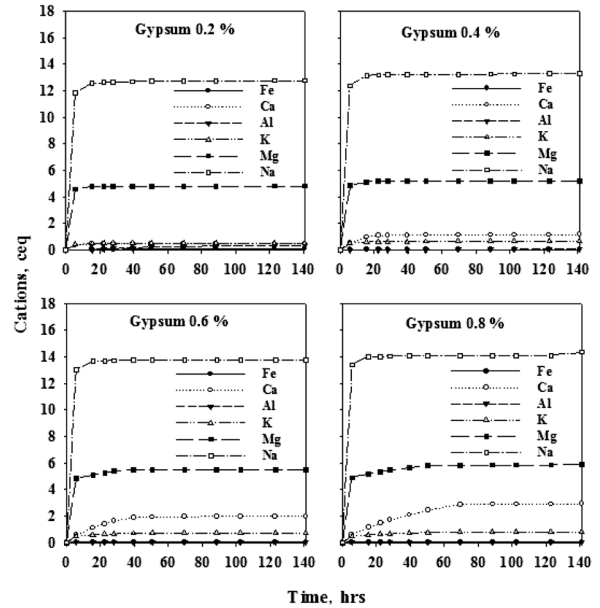 Gypsum 0.2 %
18
16
14
12
10
8
6
4
2
0
Fe
Ca
Al
K
Mg
Na
0 20 40 60 80 100 120 140
Gypsum 0.4 %
Fe
Ca
Al
K
Mg
Na
0 20 40 60 80 100 120 140
Cations, ceq
Gypsum 0.6 %
18
16
14
12
10
8
6
4
2
0
Fe
Ca
Al
K
Mg
Na
0 20 40 60 80 100 120 140
Gypsum 0.8 %
Fe
Ca
Al
K
Mg
Na
0 20 40 60 80 100 120 140
Time, hrs